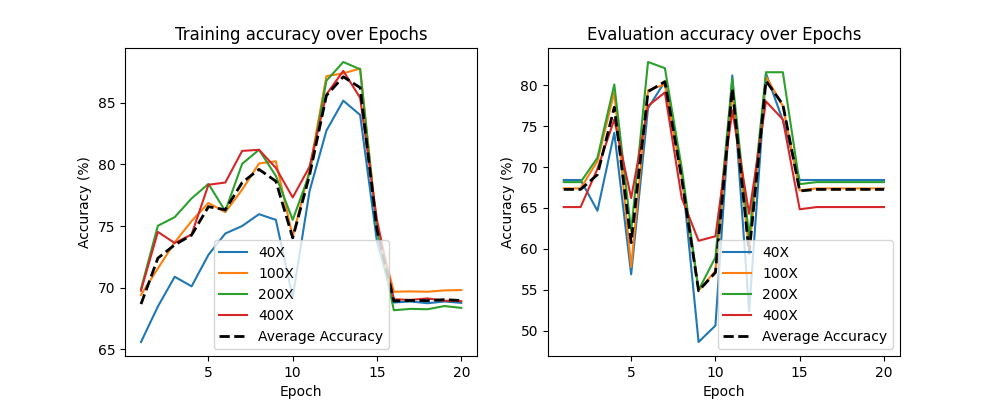 Training accuracy over Epochs
Accuracy (%)
85
80
75
70
65
5
10
15
20
Epoch
40X
100X
200X
400X
Average Accuracy
Evaluation accuracy over Epochs
Accuracy (%)
80
75
70
65
60
55
50
5
10
15
20
Epoch
40X
100X
200X
400X
Average Accuracy